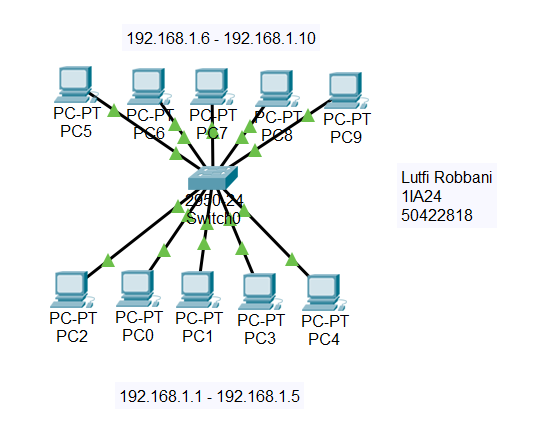 192.168.1.6 - 192.168.1.10
PC-PT
PC5
PC-PT
PC6
PC-PT
PC7
PC-PT
PC8
PC-PT
PC9
2950-24
Switch0
Lutfi Robbani
1IA24
50422818
PC-PT
PC2
PC-PT
PC0
PC-PT
PC1
PC-PT
PC3
PC-PT
PC4
192.168.1.1 - 192.168.1.5